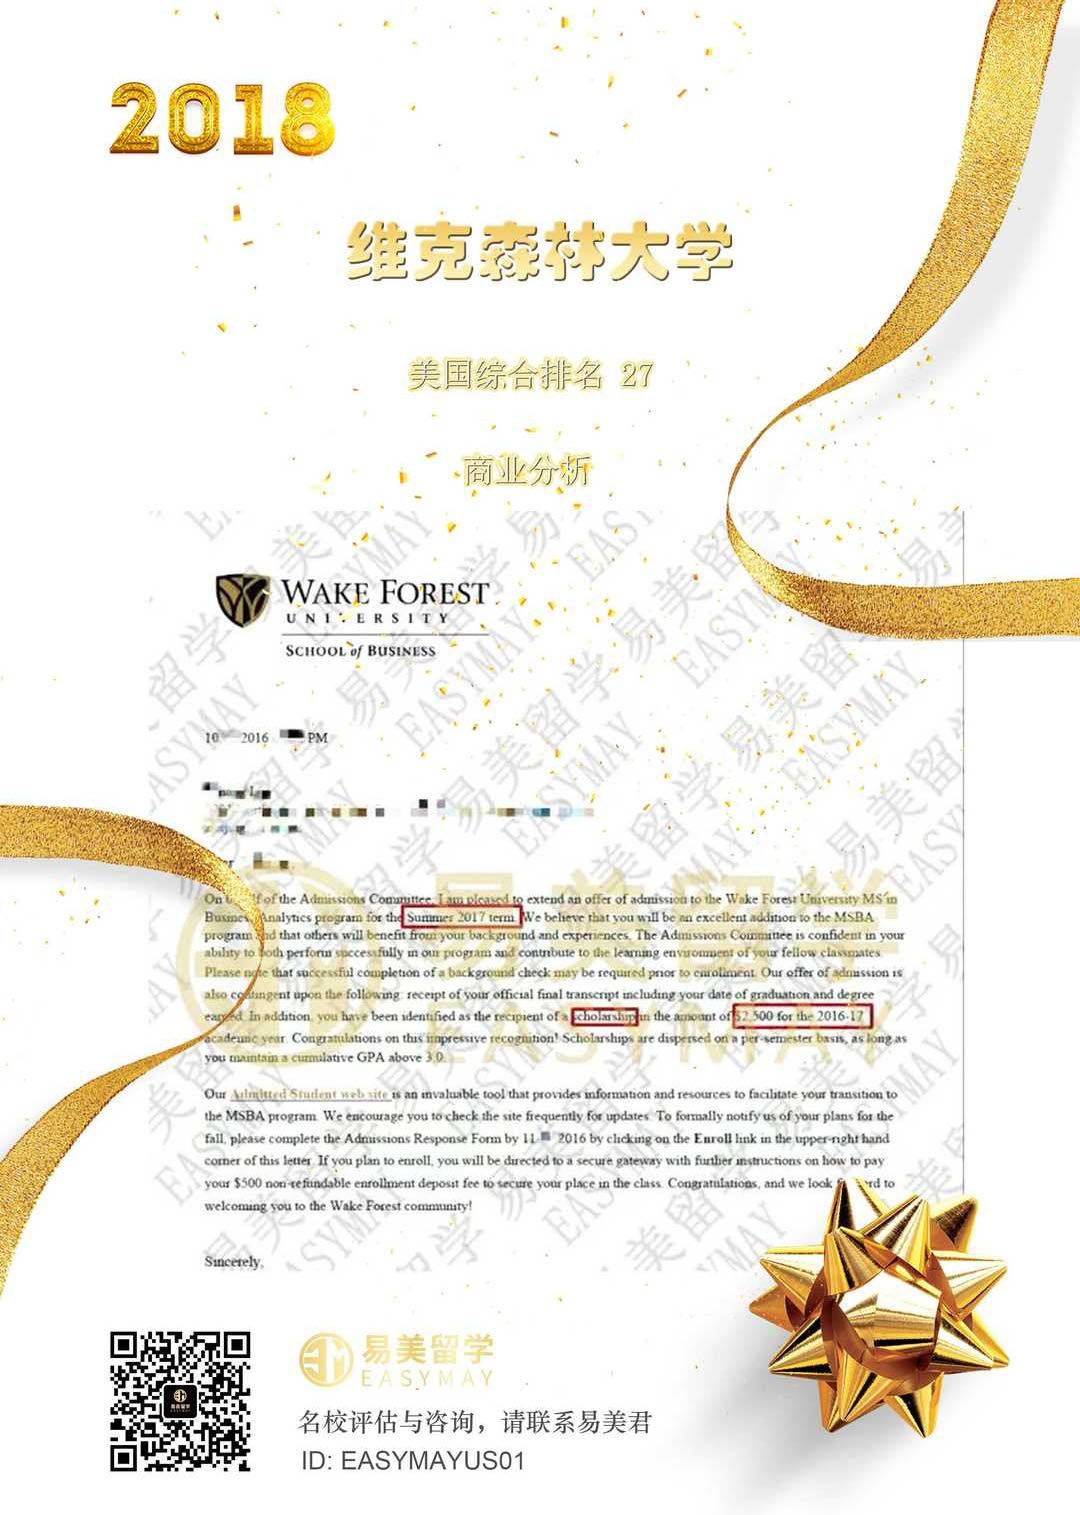 2018
维克森林大学
美国综合排名 27
商业分析
WAKE FOREST
UNIVERSITY
SCHOOL of BUSINESS
10 2016 PM
On of the Admissions Committee, I am pleased to extend an offer of admission to the Wake Forest University MS in
Business Analytics program for the Summer 2017 term. We believe that you will be an excellent addition to the MSBA
program and that others will benefit from your background and experiences. The Admissions Committee is confident in your
ability to both perform successfully in our program and contribute to the learning environment of your fellow classmates.
Please note that successful completion of a background check may be required prior to enrollment. Our offer of admission is
also contingent upon the following: receipt of your official final transcript including your date of graduation and degree
earned. In addition, you have been identified as the recipient of a scholarship in the amount of $2,500 for the 2016-17
academic year. Congratulations on this impressive recognition! Scholarships are dispersed on a per-semester basis, as long as
you maintain a cumulative GPA above 3.0.
Our Admitted Student web site is an invaluable tool that provides information and resources to facilitate your transition to
the MSBA program. We encourage you to check the site frequently for updates. To formally notify us of your plans for the
fall, please complete the Admissions Response Form by 11 2016 by clicking on the Enroll link in the upper-right hand
corner of this letter. If you plan to enroll, you will be directed to a secure gateway with further instructions on how to pay
your $500 non-refundable enrollment deposit fee to secure your place in the class. Congratulations, and we look to
welcoming you to the Wake Forest community!
Sincerely,
易美留学
EASYMAY
名校评估与咨询，请联系易美君
ID: EASYMAYUS01